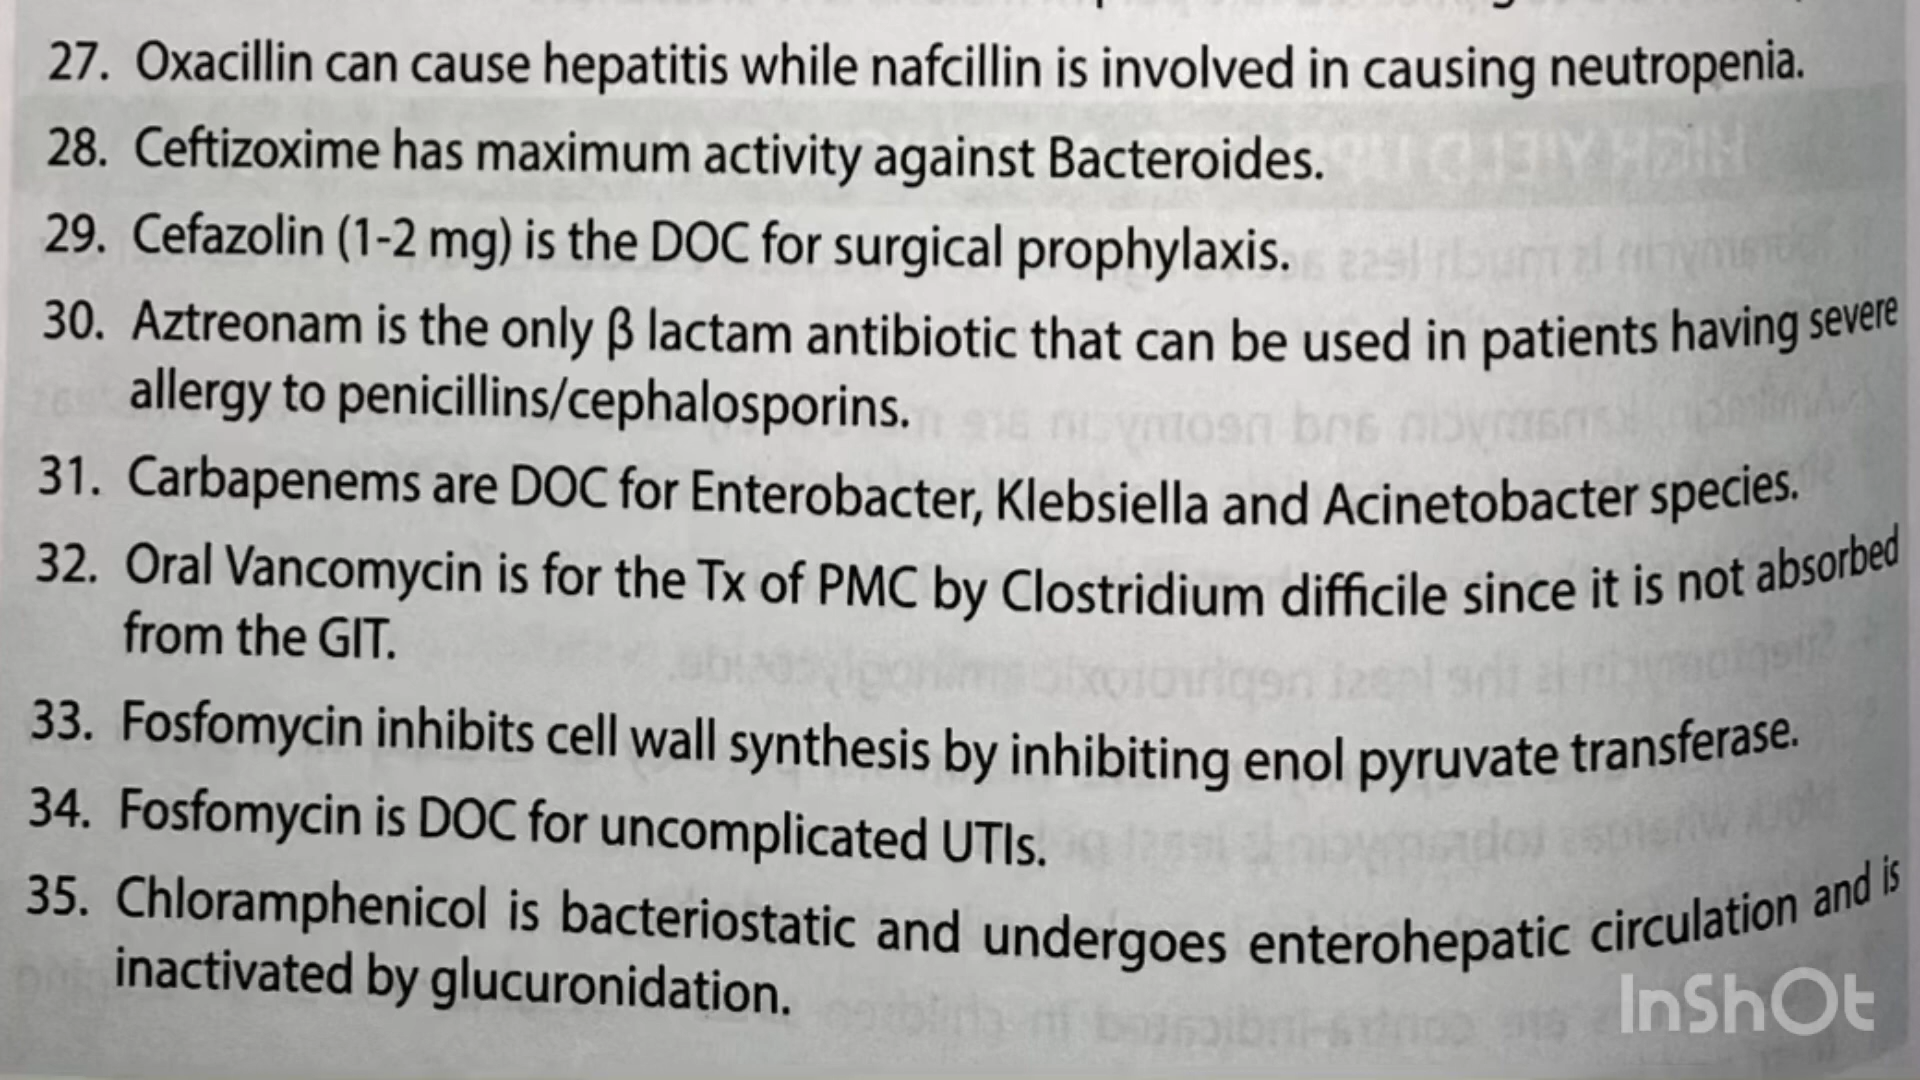 27. Oxacillin can cause hepatitis while nafcillin is involved in causing neutropenia.
28. Ceftizoxime has maximum activity against Bacteroides.
29. Cefazolin (1-2 mg) is the DOC for surgical prophylaxis.
30. Aztreonam is the only β lactam antibiotic that can be used in patients having severe
allergy to penicillins/cephalosporins.
31. Carbapenems are DOC for Enterobacter, Klebsiella and Acinetobacter species.
32. Oral Vancomycin is for the Tx of PMC by Clostridium difficile since it is not absorbed
from the GIT.
33. Fosfomycin inhibits cell wall synthesis by inhibiting enol pyruvate transferase.
34. Fosfomycin is DOC for uncomplicated UTIs.
35. Chloramphenicol is bacteriostatic and undergoes enterohepatic circulation and is
inactivated by glucuronidation.
InShOt